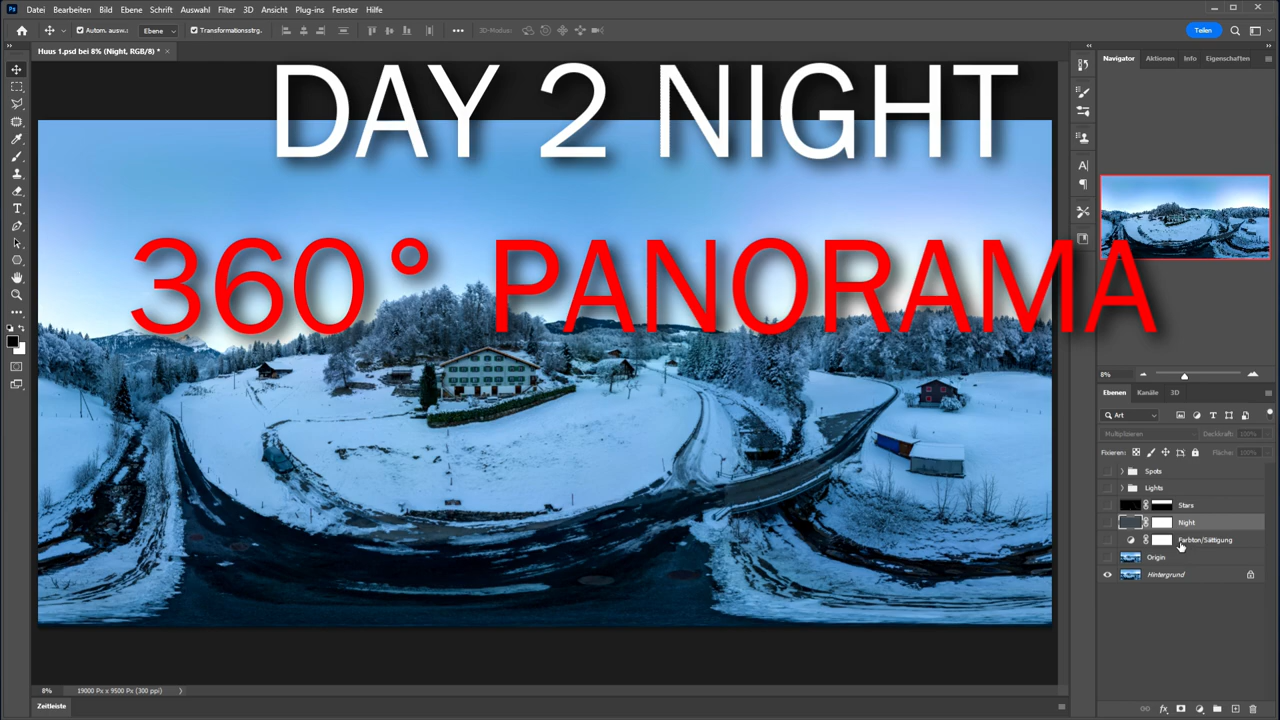 Ps Datei Bearbeiten Bild Ebene Schrift Auswahl Filter 3D Ansicht Plug-ins Fenster Hilfe
Autom. ausw.: Ebene Transformationsstrg. 3D-Modus: Teilen
Huus 1.psd bei 8% (Night, RGB/8) *
Navigator Aktionen Info Eigenschaften
DAY 2 NIGHT
360° PANORAMA
8%
Ebenen Kanäle 3D
Art
Multiplizieren Deckkraft: 100%
Fixieren: Fläche: 100%
Spots
Lights
Stars
Night
Farbton/Sättigung
Origin
Hintergrund
8% 19000 Px x 9500 Px (300 ppi)
Zeitleiste